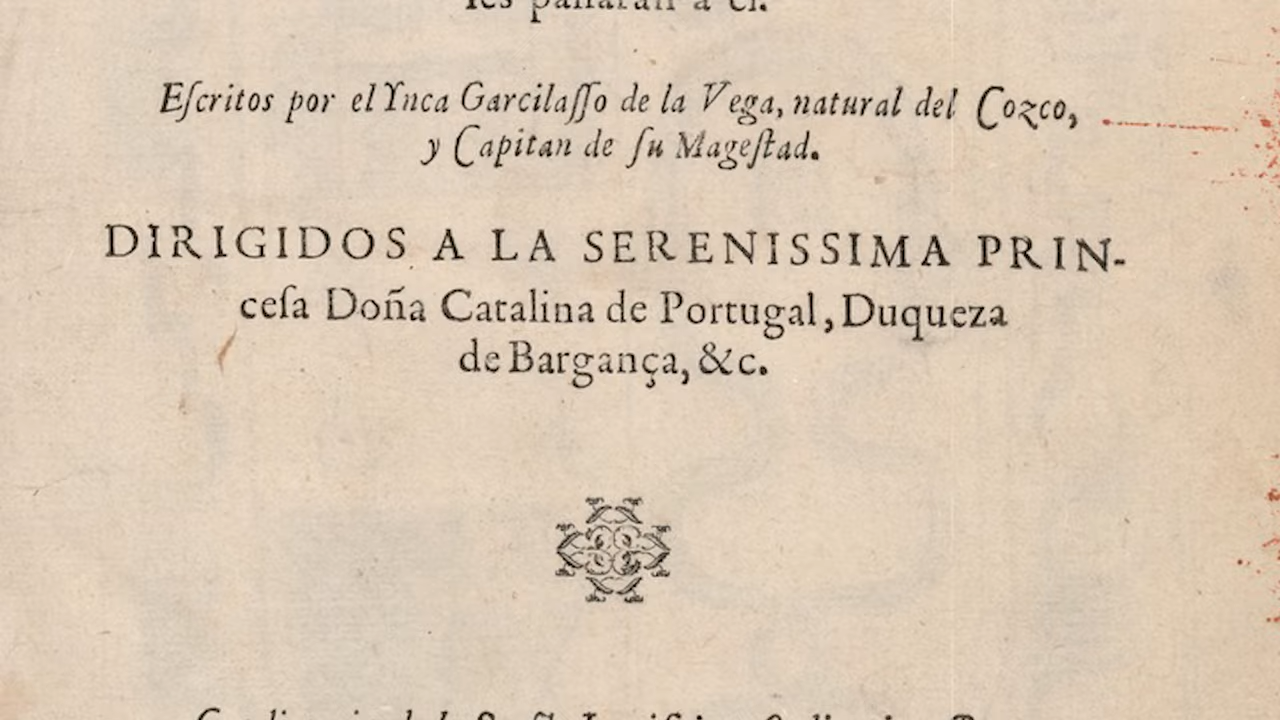 Eſcritos por el Ynca Garcilaſſo de la Vega, natural del Cozco,
y Capitan de ſu Mageſtad.
DIRIGIDOS A LA SERENISSIMA PRIN-
ceſa Doña Catalina de Portugal, Duqueza
de Bargança, &c.